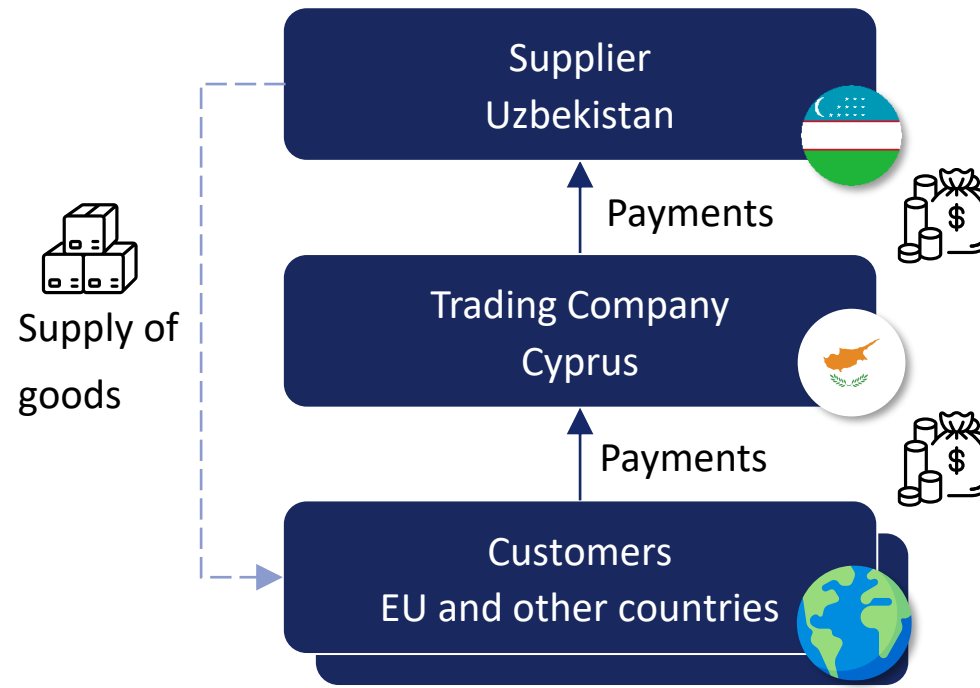 Supplier
Uzbekistan
Payments
Trading Company
Cyprus
Supply of
goods
Payments
Customers
EU and other countries